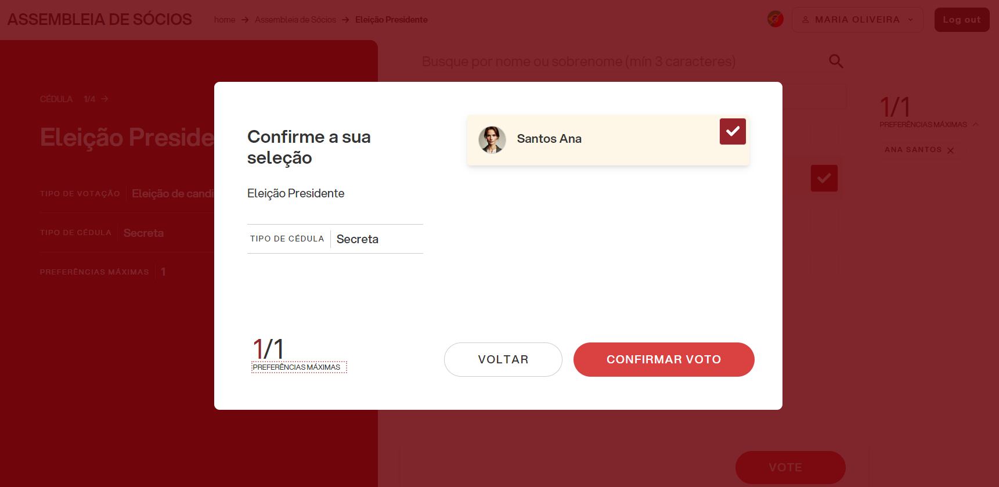 ASSEMBLEIA DE SÓCIOS
home → Assembleia de Sócios → Eleição Presidente
MARIA OLIVEIRA
Log out
Busque por nome ou sobrenome (mín 3 caracteres)
CÉDULA 1/4 →
Eleição Preside
TIPO DE VOTAÇÃO Eleição de candi
TIPO DE CÉDULA Secreta
PREFERÊNCIAS MÁXIMAS 1
Confirme a sua
seleção
Eleição Presidente
TIPO DE CÉDULA Secreta
1/1
PREFERÊNCIAS MÁXIMAS
Santos Ana
VOLTAR
CONFIRMAR VOTO
1/1
PREFERÊNCIAS MÁXIMAS
ANA SANTOS
VOTE